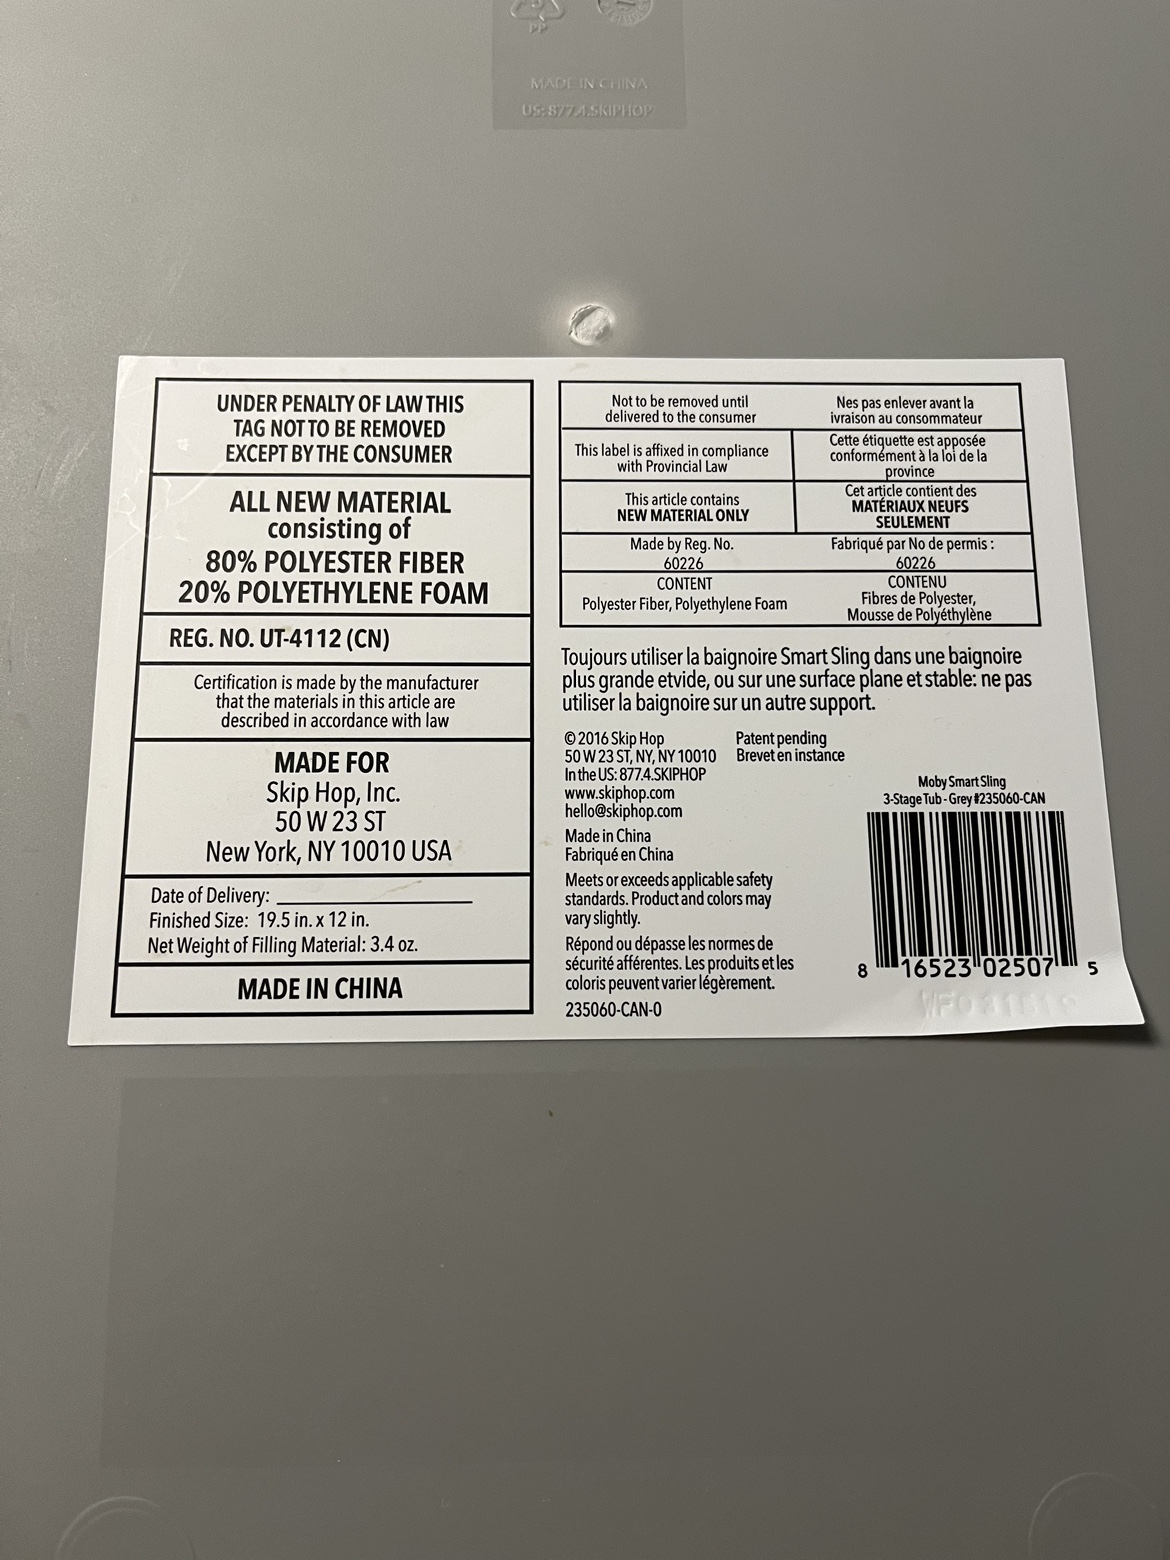 PP
MADE IN CHINA
US: 877.4.SKIPHOP
UNDER PENALTY OF LAW THIS
TAG NOT TO BE REMOVED
EXCEPT BY THE CONSUMER
ALL NEW MATERIAL
consisting of
80% POLYESTER FIBER
20% POLYETHYLENE FOAM
REG. NO. UT-4112 (CN)
Certification is made by the manufacturer
that the materials in this article are
described in accordance with law
MADE FOR
Skip Hop, Inc.
50 W 23 ST
New York, NY 10010 USA
Date of Delivery:
Finished Size: 19.5 in. x 12 in.
Net Weight of Filling Material: 3.4 oz.
MADE IN CHINA
Not to be removed until
delivered to the consumer
Nes pas enlever avant la
ivraison au consommateur
This label is affixed in compliance
with Provincial Law
Cette étiquette est apposée
conformément à la loi de la
province
This article contains
NEW MATERIAL ONLY
Cet article contient des
MATÉRIAUX NEUFS
SEULEMENT
Made by Reg. No.
60226
Fabriqué par No de permis :
60226
CONTENT
Polyester Fiber, Polyethylene Foam
CONTENU
Fibres de Polyester,
Mousse de Polyéthylène
Toujours utiliser la baignoire Smart Sling dans une baignoire
plus grande etvide, ou sur une surface plane et stable: ne pas
utiliser la baignoire sur un autre support.
© 2016 Skip Hop
50 W 23 ST, NY, NY 10010
In the US: 877.4.SKIPHOP
www.skiphop.com
hello@skiphop.com
Patent pending
Brevet en instance
Made in China
Fabriqué en China
Meets or exceeds applicable safety
standards. Product and colors may
vary slightly.
Répond ou dépasse les normes de
sécurité afférentes. Les produits et les
coloris peuvent varier légèrement.
235060-CAN-0
Moby Smart Sling
3-Stage Tub - Grey #235060-CAN
8 16523 02507 5